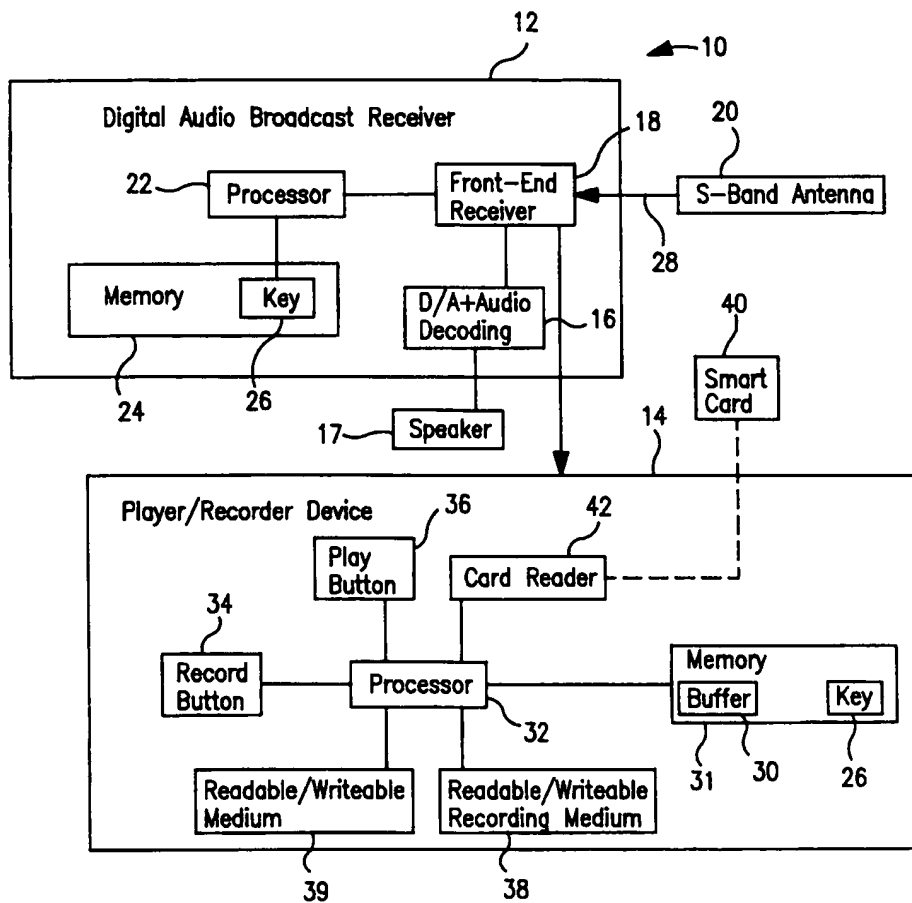 12
10
Digital Audio Broadcast Receiver
18
20
22
Processor
Front-End
Receiver
S-Band Antenna
28
Memory
Key
D/A+Audio
Decoding
16
40
24
26
Smart
Card
17
Speaker
14
Player/Recorder Device
36
42
Play
Button
Card Reader
34
Record
Button
Processor
32
Memory
Buffer
Key
31
30
26
Readable/Writeable
Medium
Readable/Writeable
Recording Medium
39
38